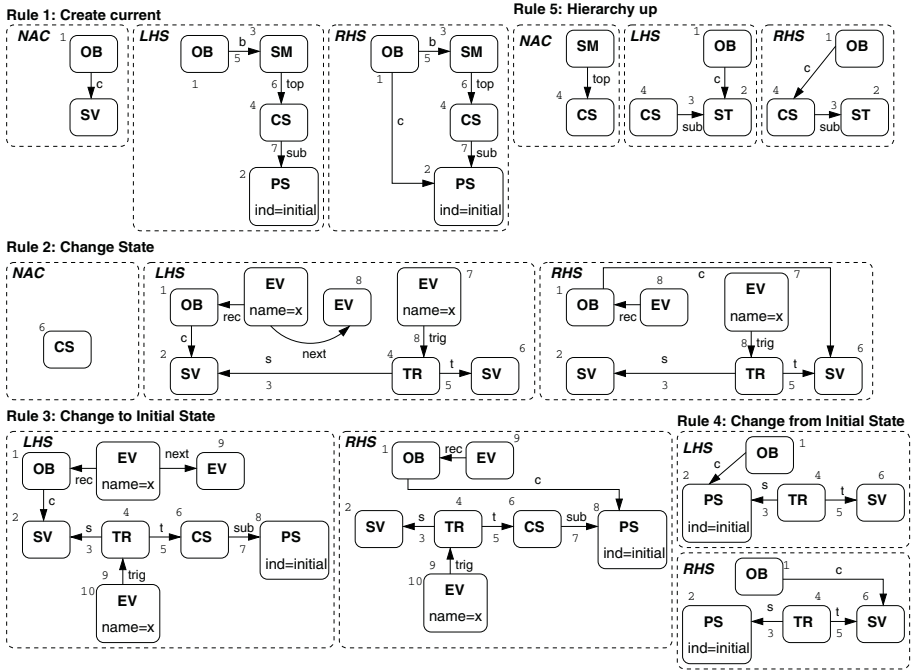 Rule 1: Create current
NAC
1
OB
c
SV
LHS
OB
1
b
5
3
SM
6
top
4
CS
7
sub
2
PS
ind=initial
RHS
OB
1
b
5
3
SM
6
top
4
CS
7
sub
c
2
PS
ind=initial
Rule 5: Hierarchy up
NAC
SM
top
4
CS
LHS
1
OB
c
4
CS
3
sub
2
ST
RHS
1
OB
c
4
CS
3
sub
2
ST
Rule 2: Change State
NAC
6
CS
LHS
1
OB
rec
EV
name=x
8
EV
next
7
EV
name=x
c
8
trig
2
SV
s
3
4
TR
t
5
6
SV
RHS
c
1
OB
rec
8
EV
7
EV
name=x
8
trig
2
SV
s
3
TR
t
5
6
SV
Rule 3: Change to Initial State
LHS
1
OB
rec
EV
name=x
next
9
EV
c
2
SV
s
3
4
TR
t
5
6
CS
sub
7
8
PS
ind=initial
9
trig
10
EV
name=x
RHS
1
OB
rec
9
EV
c
2
SV
s
3
4
TR
t
5
6
CS
sub
7
8
PS
ind=initial
9
trig
10
EV
name=x
Rule 4: Change from Initial State
LHS
OB
1
c
2
PS
ind=initial
s
3
4
TR
t
5
6
SV
RHS
OB
1
c
2
PS
ind=initial
s
3
4
TR
t
5
6
SV